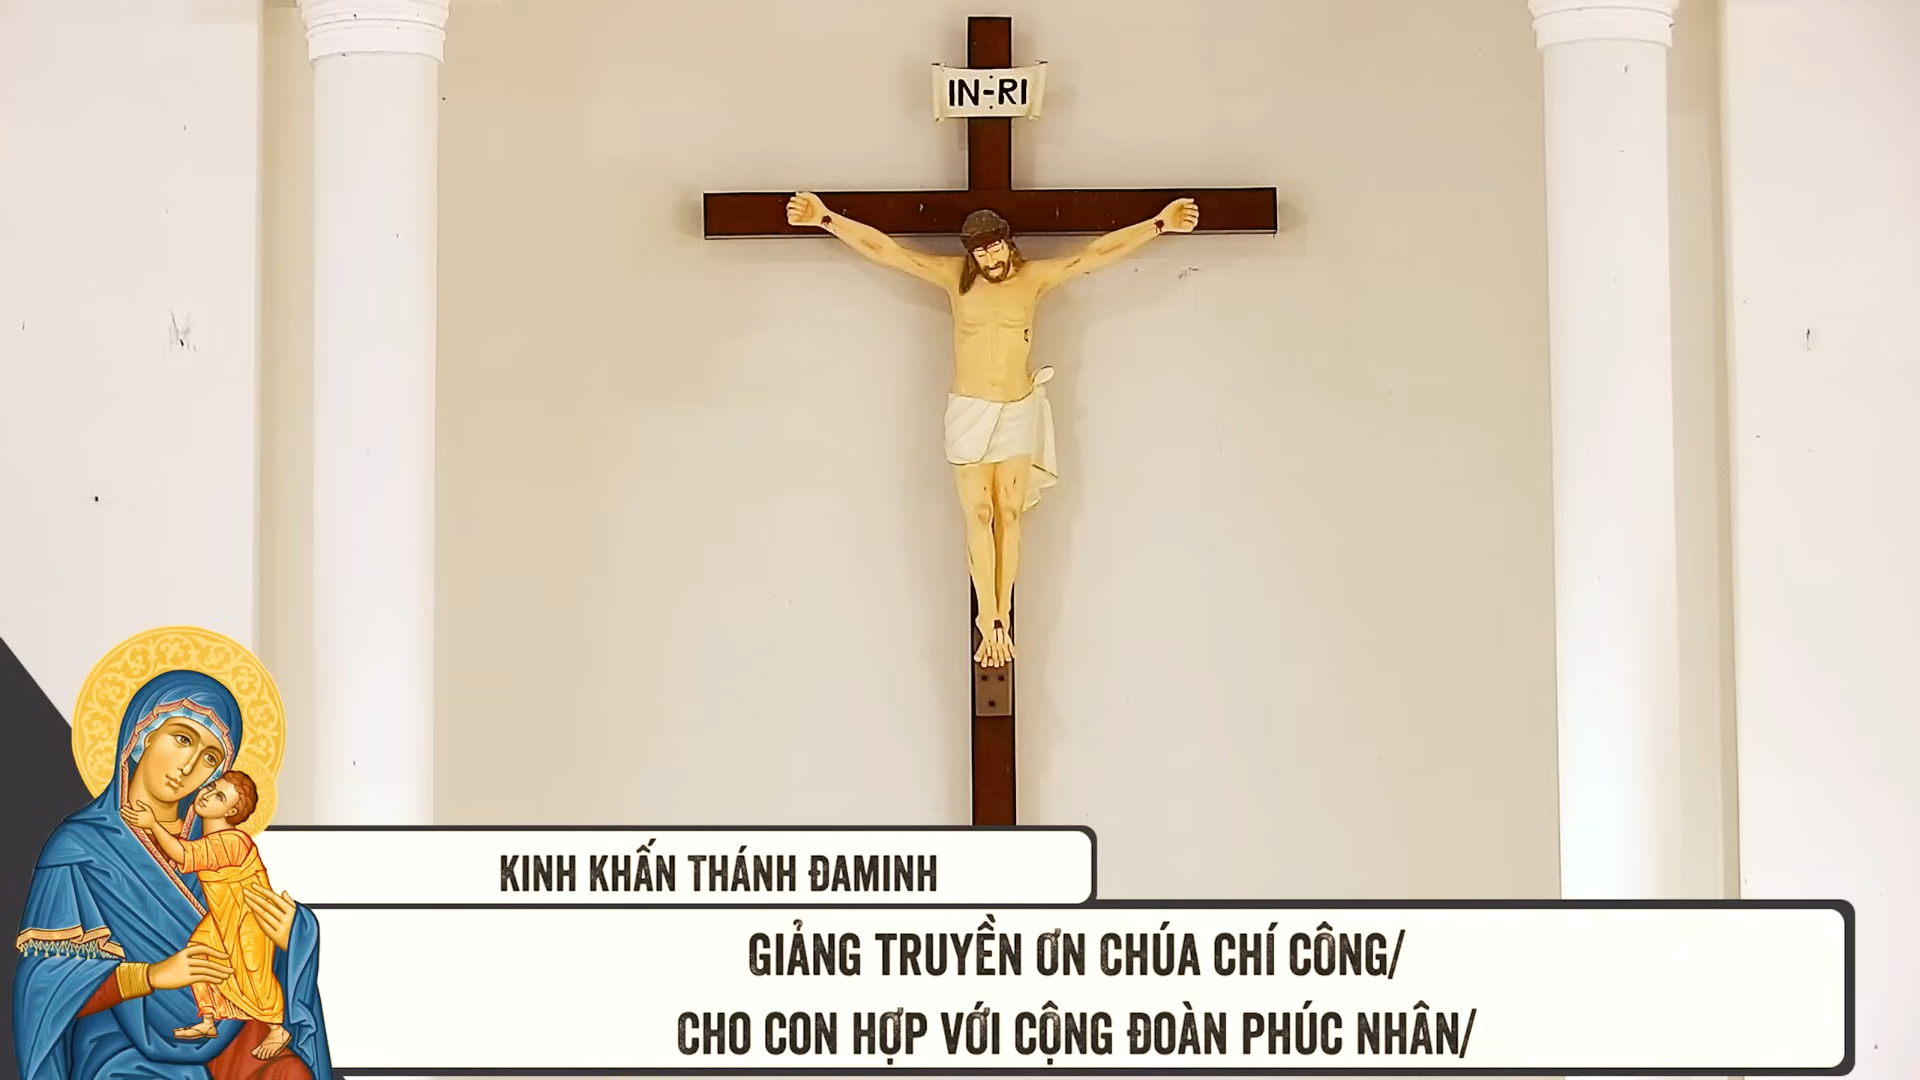 IN-RI
KINH KHẤN THÁNH ĐAMINH
GIẢNG TRUYỀN ƠN CHÚA CHÍ CÔNG/
CHO CON HỢP VỚI CỘNG ĐOÀN PHÚC NHÂN/